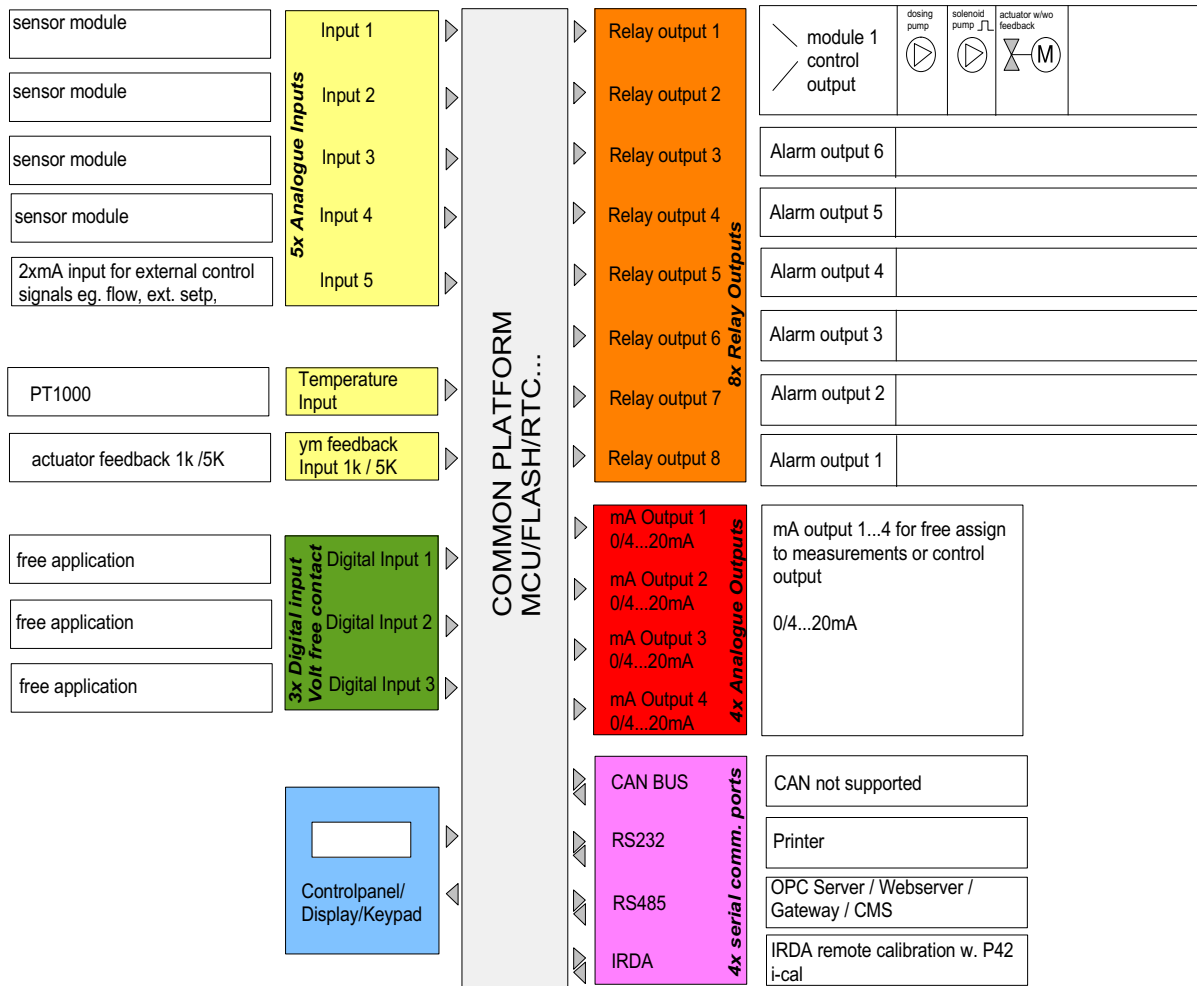 sensor module
sensor module
sensor module
sensor module
2xmA input for external control
signals eg. flow, ext. setp,
PT1000
actuator feedback 1k /5K
free application
free application
free application
5x Analogue Inputs
Input 1
Input 2
Input 3
Input 4
Input 5
Temperature
Input
ym feedback
Input 1k / 5K
3x Digital input
Volt free contact
Digital Input 1
Digital Input 2
Digital Input 3
Controlpanel/
Display/Keypad
COMMON PLATFORM
MCU/FLASH/RTC...
Relay output 1
Relay output 2
Relay output 3
Relay output 4
Relay output 5
Relay output 6
Relay output 7
Relay output 8
8x Relay Outputs
mA Output 1
0/4...20mA
mA Output 2
0/4...20mA
mA Output 3
0/4...20mA
mA Output 4
0/4...20mA
4x Analogue Outputs
CAN BUS
RS232
RS485
IRDA
4x serial comm. ports
module 1
control
output
dosing
pump
solenoid
pump
actuator w/wo
feedback
M
Alarm output 6
Alarm output 5
Alarm output 4
Alarm output 3
Alarm output 2
Alarm output 1
mA output 1...4 for free assign
to measurements or control
output
0/4...20mA
CAN not supported
Printer
OPC Server / Webserver /
Gateway / CMS
IRDA remote calibration w. P42
i-cal